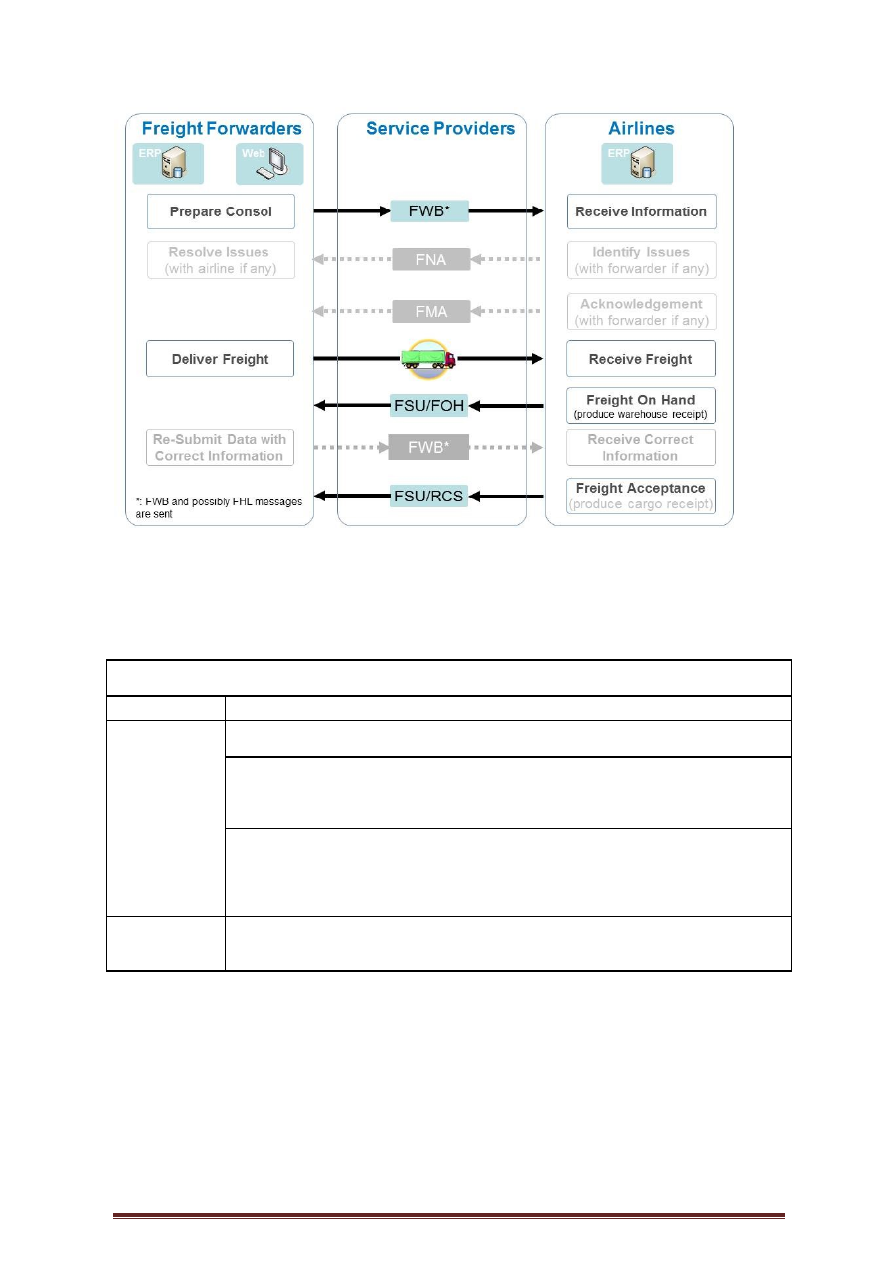 Freight Forwarders
Service Providers
Airlines
ERP
Web
ERP
Prepare Consol
FWB*
Receive Information
Resolve Issues
(with airline if any)
FNA
Identify Issues
(with forwarder if any)
FMA
Acknowledgement
(with forwarder if any)
Deliver Freight
Receive Freight
FSU/FOH
Freight On Hand
(produce warehouse receipt)
Re-Submit Data with
Correct Information
FWB*
Receive Correct
Information
FSU/RCS
Freight Acceptance
(produce cargo receipt)
*: FWB and possibly FHL messages
are sent